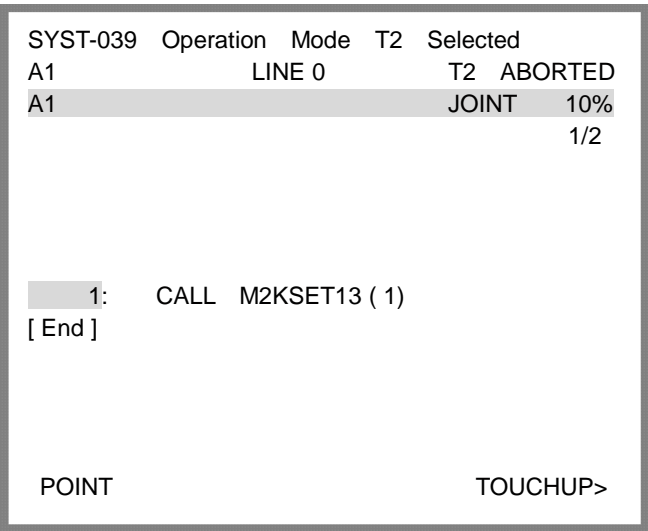 SYST-039 Operation Mode T2 Selected
A1 LINE 0 T2 ABORTED
A1 JOINT 10%
1/2
1: CALL M2KSET13 ( 1)
[ End ]
POINT TOUCHUP>